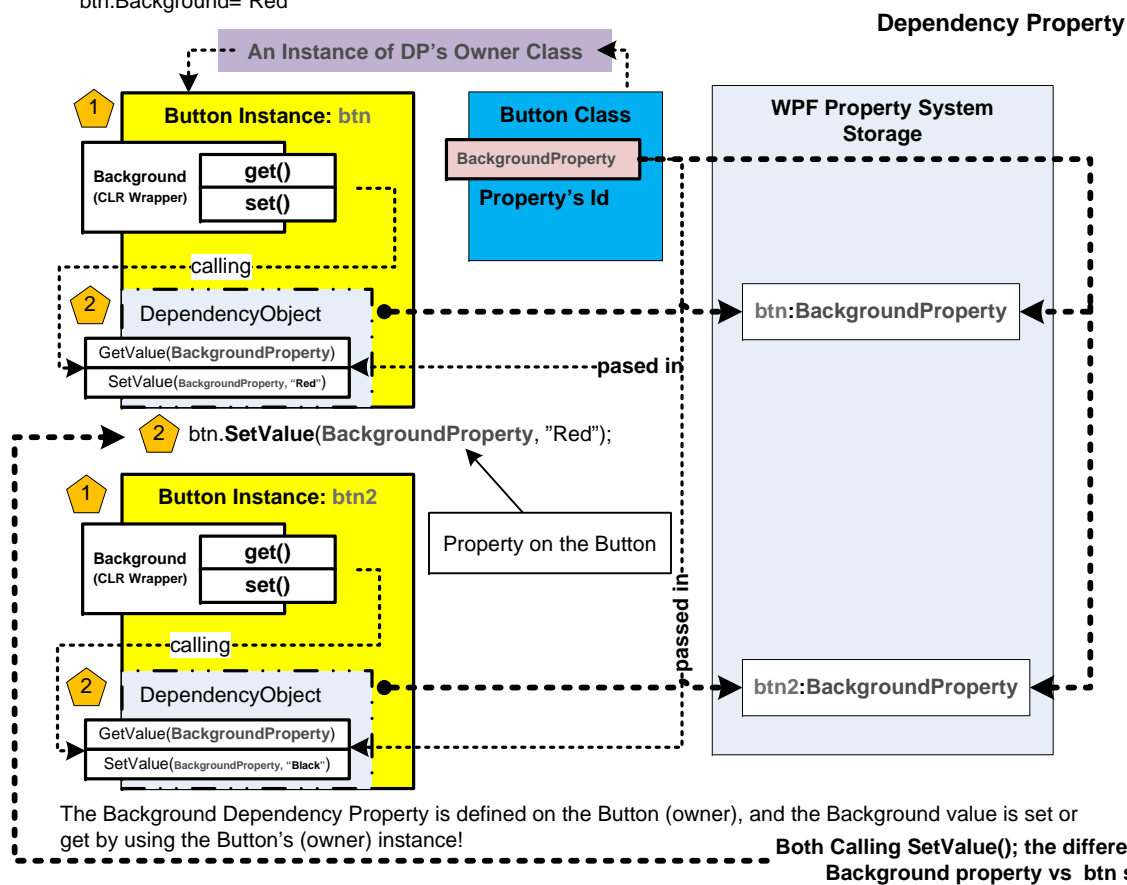 btn.Background="Red"
Dependency Property
An Instance of DP's Owner Class
1
Button Instance: btn
Button Class
WPF Property System
Storage
Background
(CLR Wrapper)
get()
set()
BackgroundProperty
Property's Id
calling
2
DependencyObject
btn:BackgroundProperty
GetValue(BackgroundProperty)
SetValue(BackgroundProperty, "Red")
pased in
2
btn.SetValue(BackgroundProperty, "Red");
1
Button Instance: btn2
Property on the Button
Background
(CLR Wrapper)
get()
set()
passed in
calling
2
DependencyObject
btn2:BackgroundProperty
GetValue(BackgroundProperty)
SetValue(BackgroundProperty, "Black")
The Background Dependency Property is defined on the Button (owner), and the Background value is set or
get by using the Button's (owner) instance!
Both Calling SetValue(); the
Background property vs btn